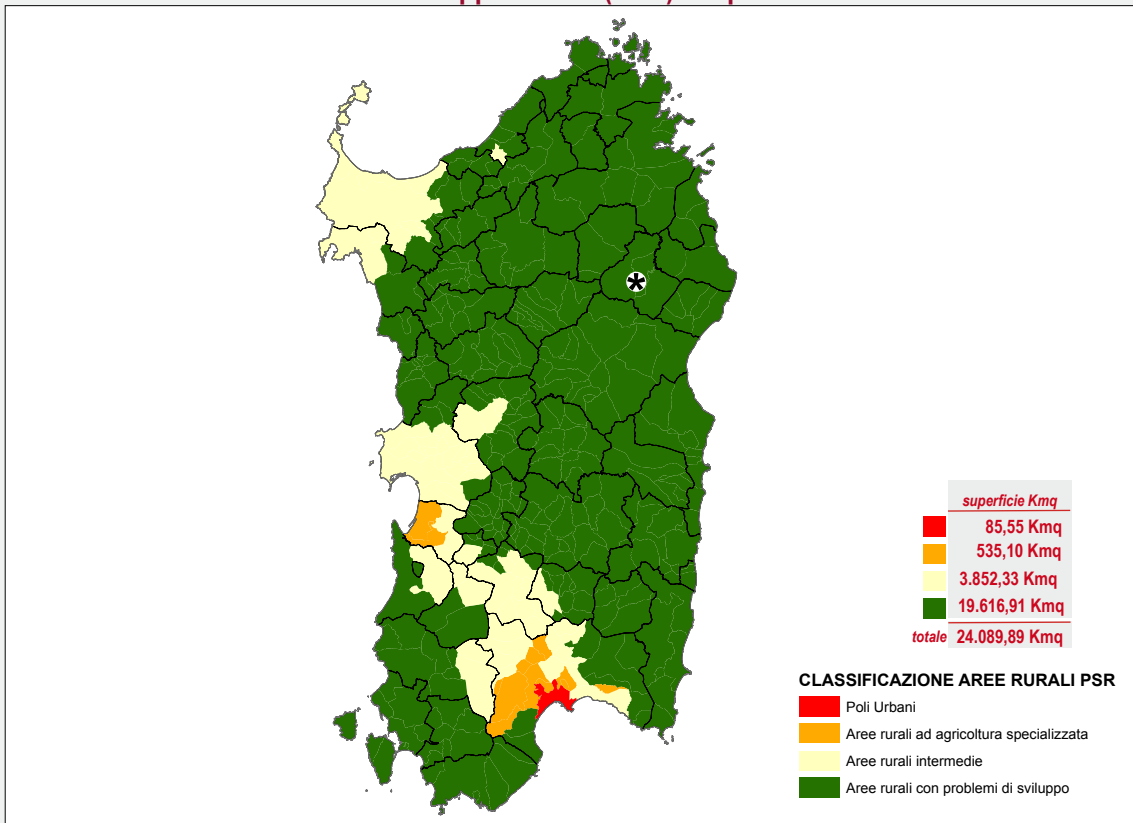 *
superficie Kmq
85,55 Kmq
535,10 Kmq
3.852,33 Kmq
19.616,91 Kmq
totale 24.089,89 Kmq
CLASSIFICAZIONE AREE RURALI PSR
Poli Urbani
Aree rurali ad agricoltura specializzata
Aree rurali intermedie
Aree rurali con problemi di sviluppo